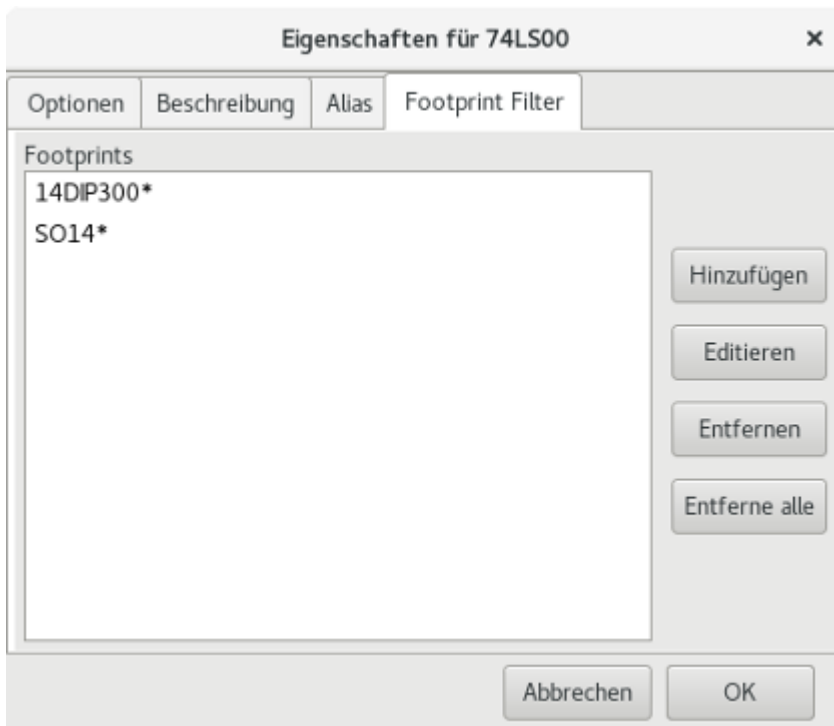 Eigenschaften für 74LS00
Optionen Beschreibung Alias Footprint Filter
Footprints
14DIP300*
SO14*
Hinzufügen
Editieren
Entfernen
Entferne alle
Abbrechen OK